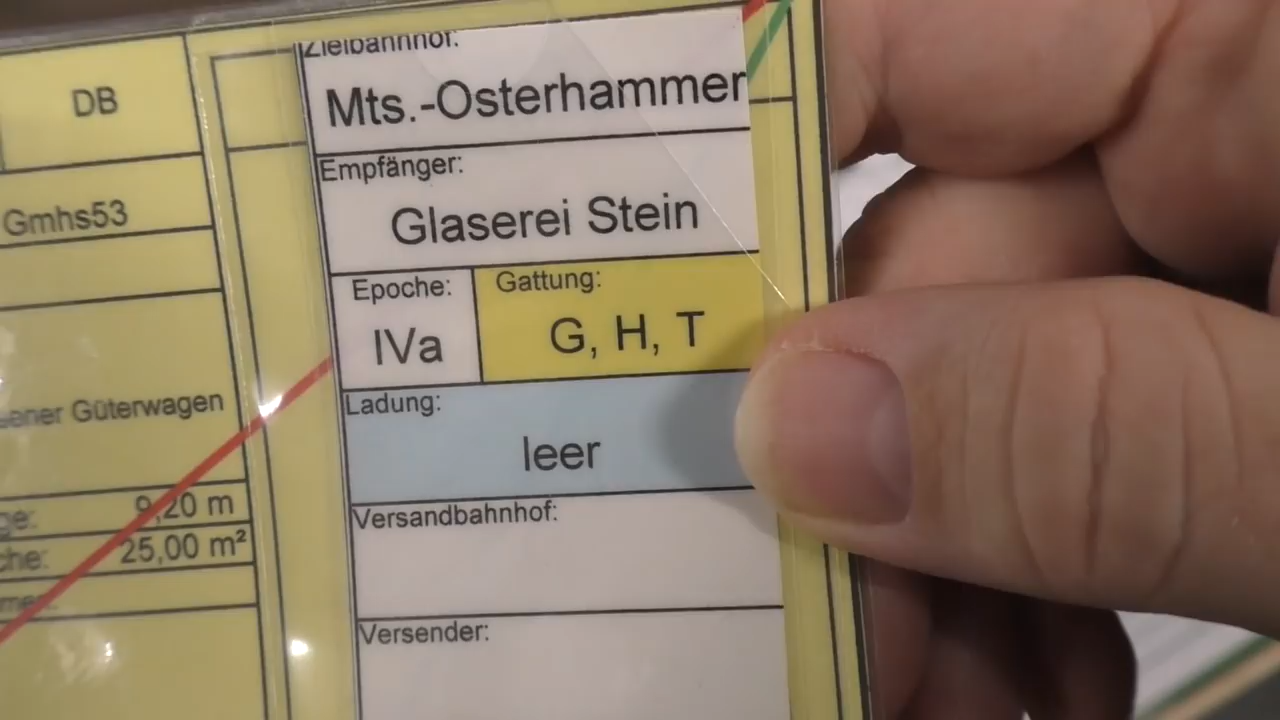 DB
Gmhs53
Güterwagen
9,20 m
25,00 m²
Zielbahnhof:
Mts.-Osterhammer
Empfänger:
Glaserei Stein
Epoche:
Gattung:
IVa
G, H, T
Ladung:
leer
Versandbahnhof:
Versender: